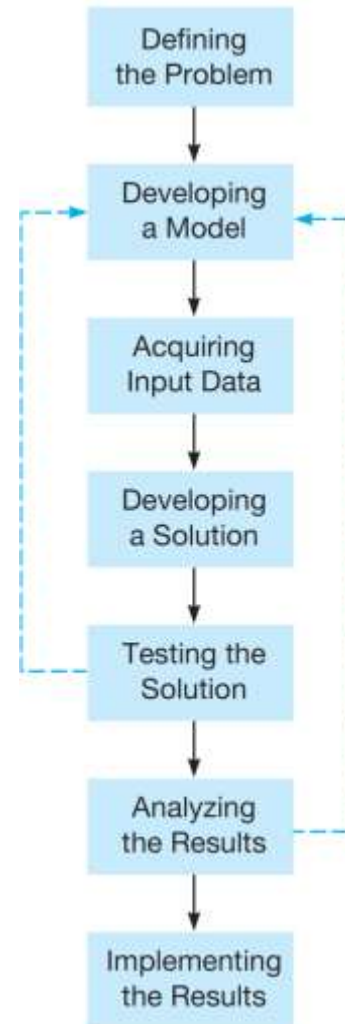 Defining
the Problem
Developing
a Model
Acquiring
Input Data
Developing
a Solution
Testing the
Solution
Analyzing
the Results
Implementing
the Results